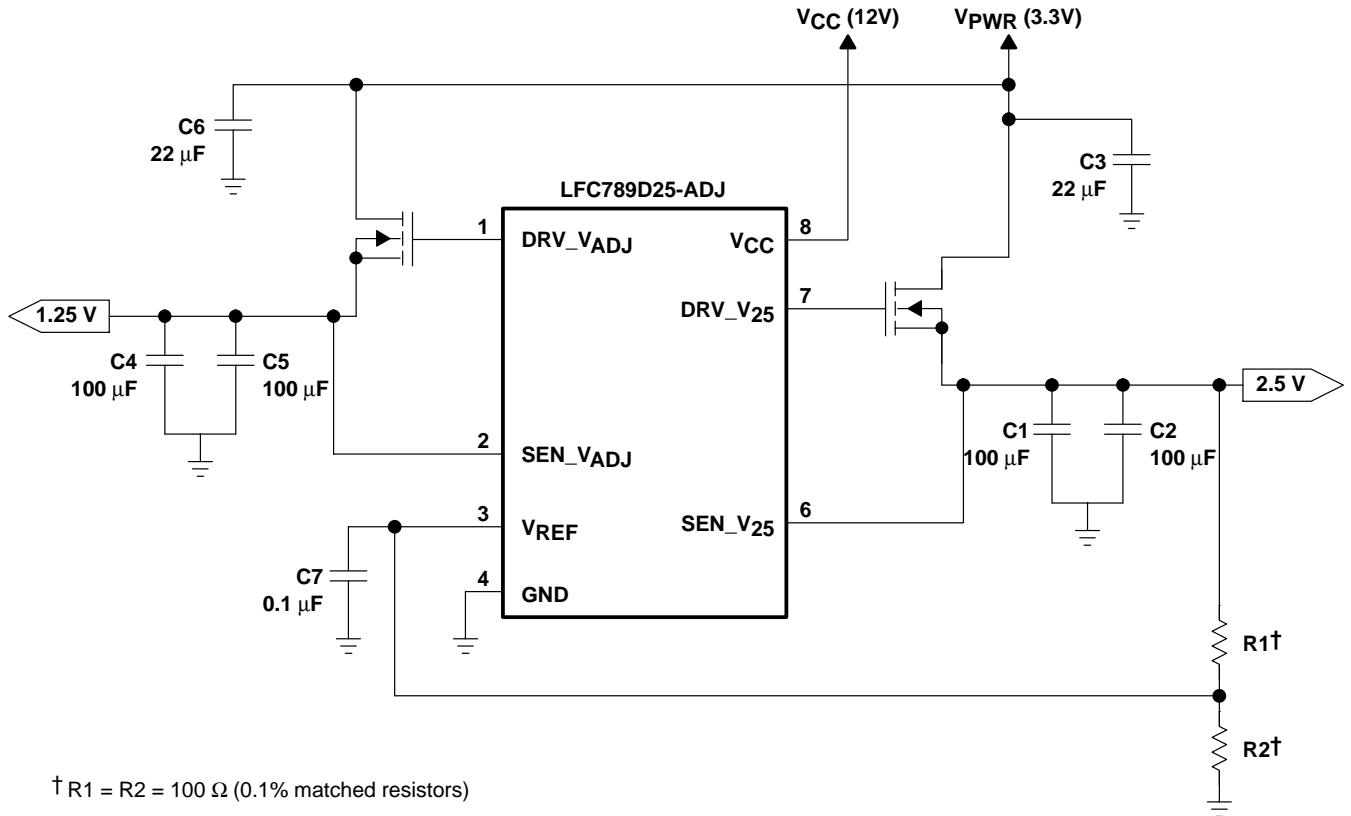 VCC (12V)
VPWR (3.3V)
C6
22 μF
C3
22 μF
LFC789D25-ADJ
1
DRV_VADJ
VCC
8
DRV_V25
7
1.25 V
C4
100 μF
C5
100 μF
2.5 V
C1
100 μF
C2
100 μF
2
SEN_VADJ
3
VREF
SEN_V25
6
C7
0.1 μF
4
GND
R1†
R2†
† R1 = R2 = 100 Ω (0.1% matched resistors)